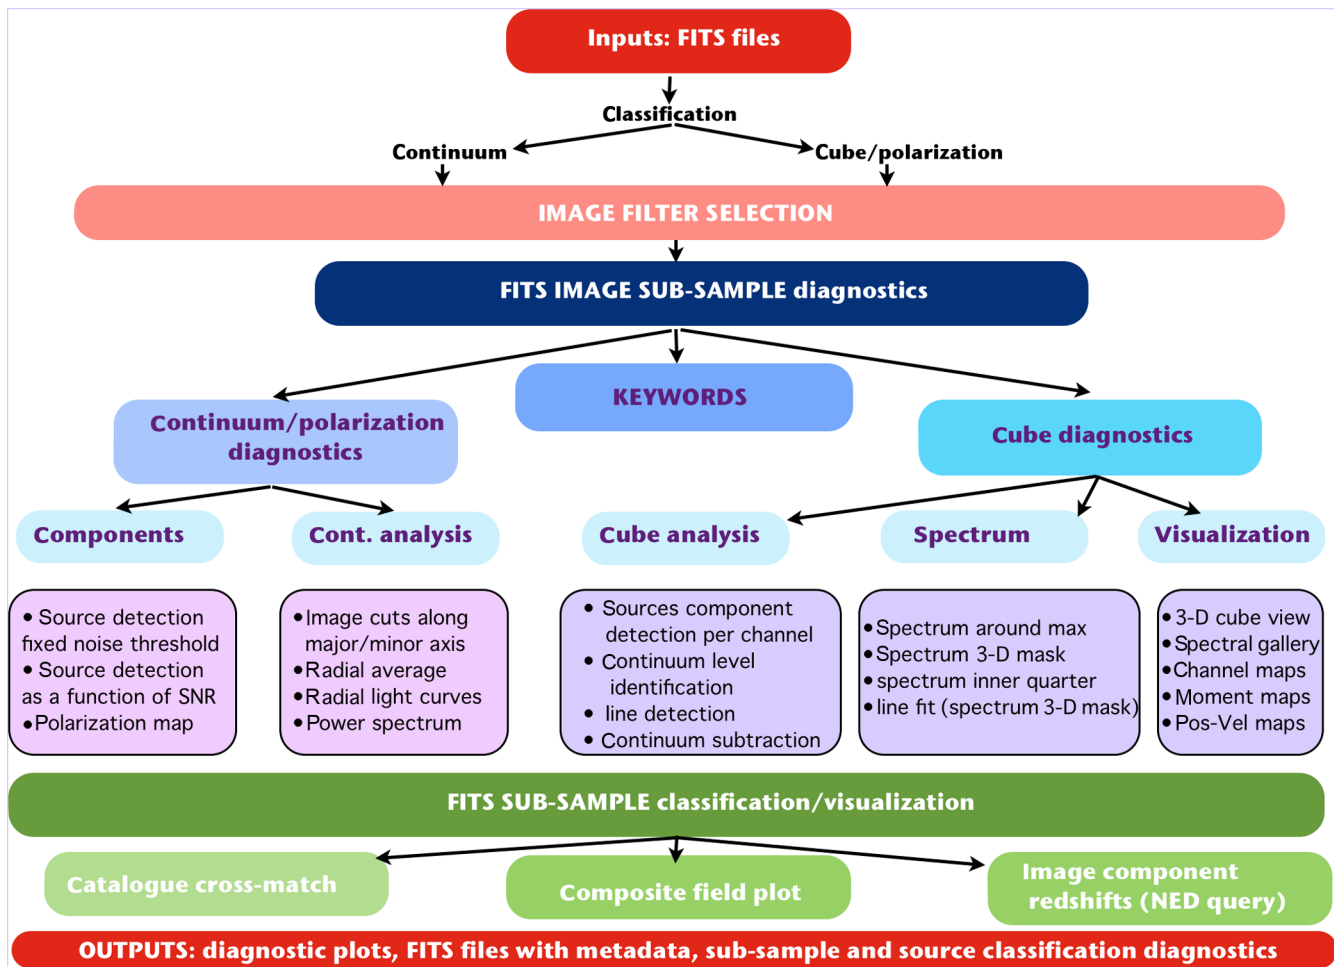 Inputs: FITS files
Classification
Continuum
Cube/polarization
IMAGE FILTER SELECTION
FITS IMAGE SUB-SAMPLE diagnostics
KEYWORDS
Continuum/polarization
diagnostics
Cube diagnostics
Components
Cont. analysis
Cube analysis
Spectrum
Visualization
• Source detection
fixed noise threshold
• Source detection
as a function of SNR
• Polarization map
• Image cuts along
major/minor axis
• Radial average
• Radial light curves
• Power spectrum
• Sources component
detection per channel
• Continuum level
identification
• line detection
• Continuum subtraction
• Spectrum around max
• Spectrum 3-D mask
• spectrum inner quarter
• line fit (spectrum 3-D mask)
• 3-D cube view
• Spectral gallery
• Channel maps
• Moment maps
• Pos-Vel maps
FITS SUB-SAMPLE classification/visualization
Catalogue cross-match
Composite field plot
Image component
redshifts (NED query)
OUTPUTS: diagnostic plots, FITS files with metadata, sub-sample and source classification diagnostics